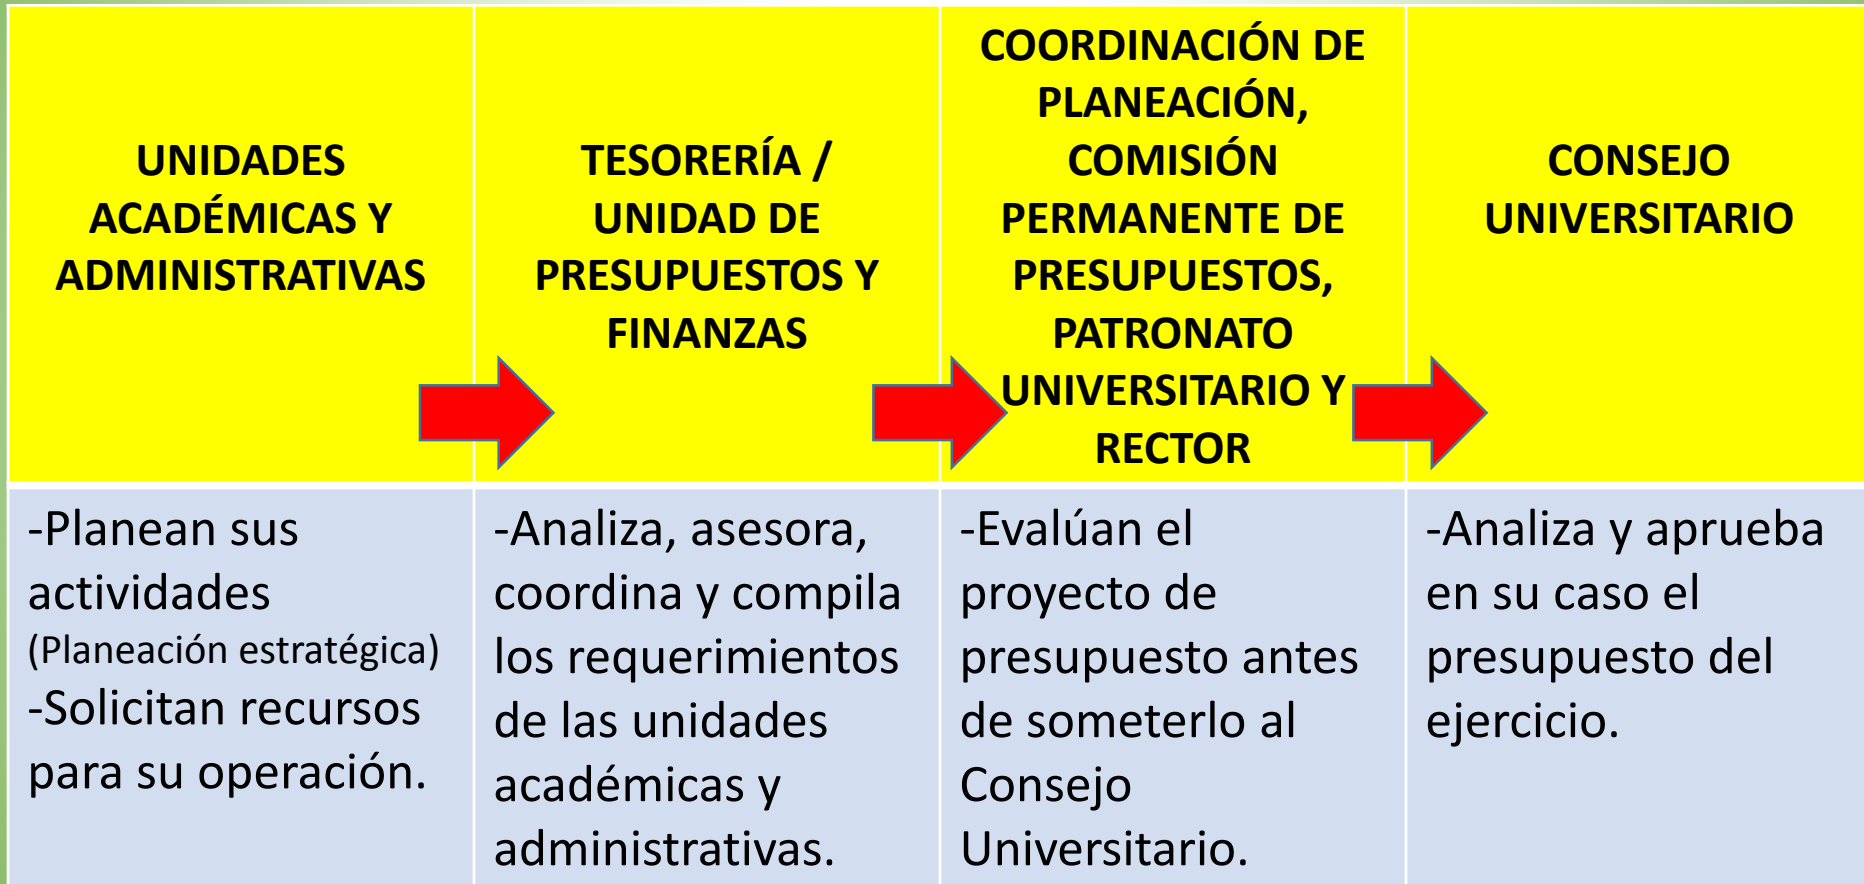 UNIDADES
ACADÉMICAS Y
ADMINISTRATIVAS
TESORERÍA /
UNIDAD DE
PRESUPUESTOS Y
FINANZAS
COORDINACIÓN DE
PLANEACIÓN,
COMISIÓN
PERMANENTE DE
PRESUPUESTOS,
PATRONATO
UNIVERSITARIO Y
RECTOR
CONSEJO
UNIVERSITARIO
-Planean sus
actividades
(Planeación estratégica)
-Solicitan recursos
para su operación.
-Analiza, asesora,
coordina y compila
los requerimientos
de las unidades
académicas y
administrativas.
-Evalúan el
proyecto de
presupuesto antes
de someterlo al
Consejo
Universitario.
-Analiza y aprueba
en su caso el
presupuesto del
ejercicio.